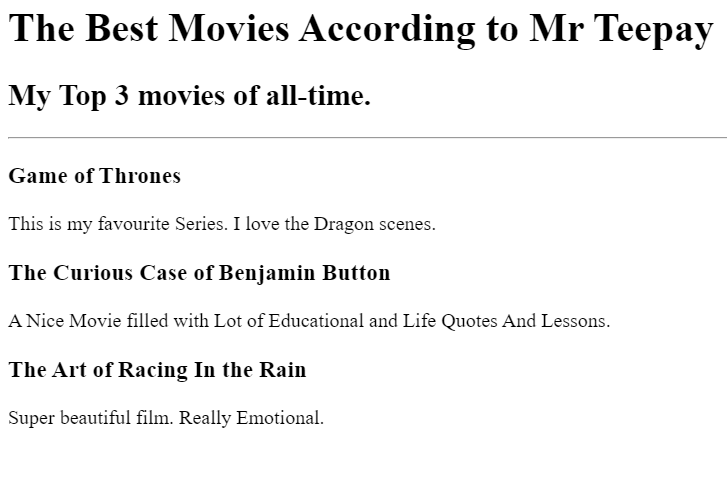 The Best Movies According to Mr Teepay
My Top 3 movies of all-time.
Game of Thrones
This is my favourite Series. I love the Dragon scenes.
The Curious Case of Benjamin Button
A Nice Movie filled with Lot of Educational and Life Quotes And Lessons.
The Art of Racing In the Rain
Super beautiful film. Really Emotional.